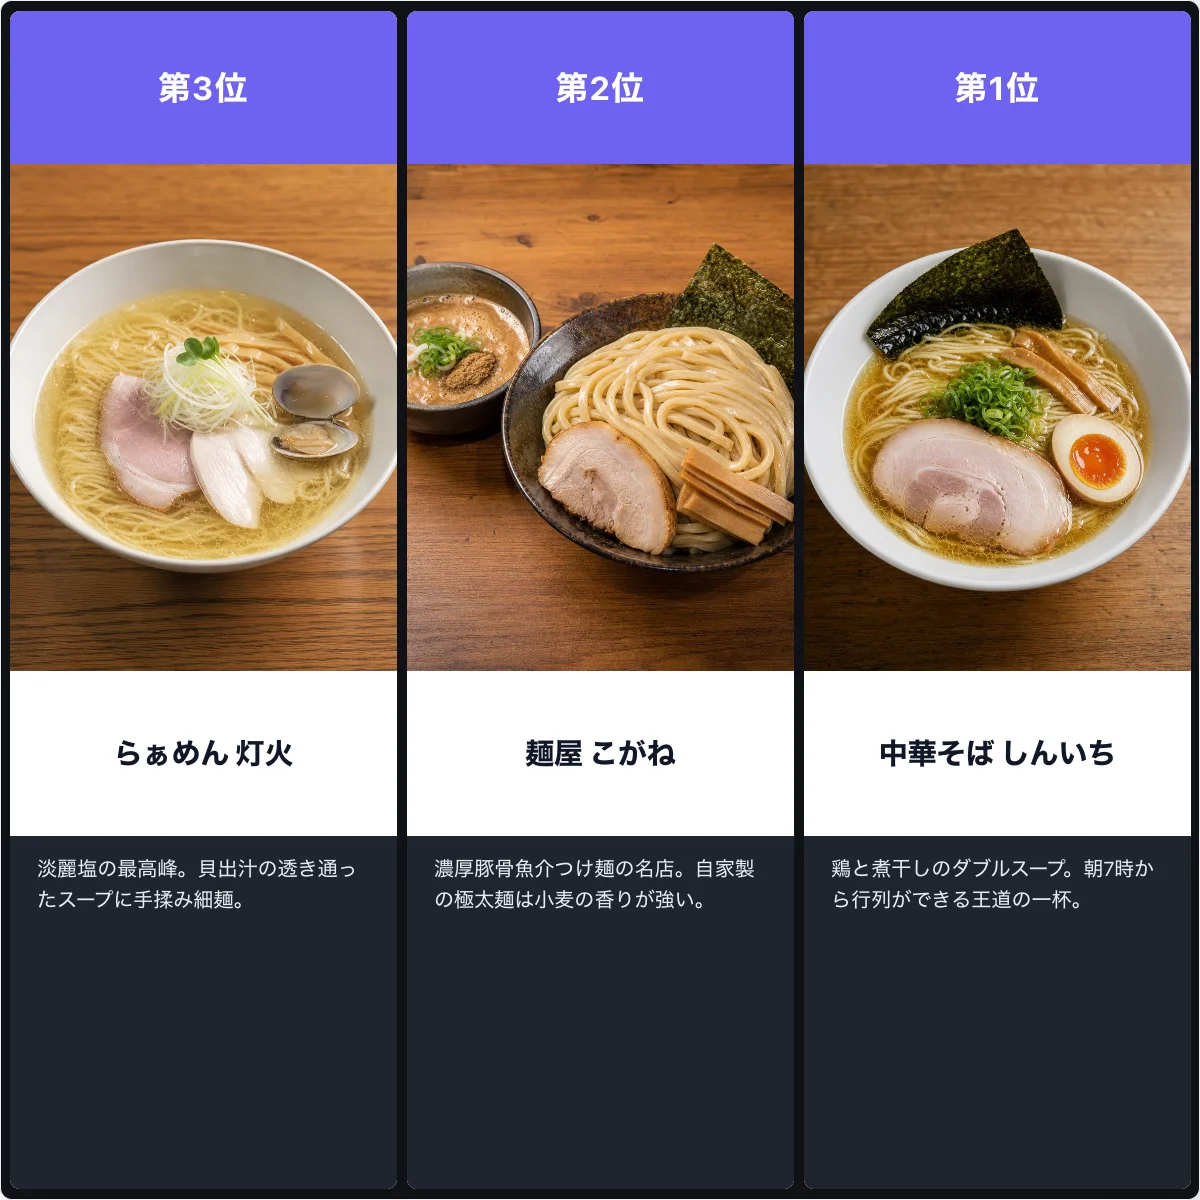 第3位
らぁめん 灯火
淡麗塩の最高峰。貝出汁の透き通っ
たスープに手揉み細麺。
第2位
麺屋 こがね
濃厚豚骨魚介つけ麺の名店。自家製
の極太麺は小麦の香りが強い。
第1位
中華そば しんいち
鶏と煮干しのダブルスープ。朝7時か
ら行列ができる王道の一杯。